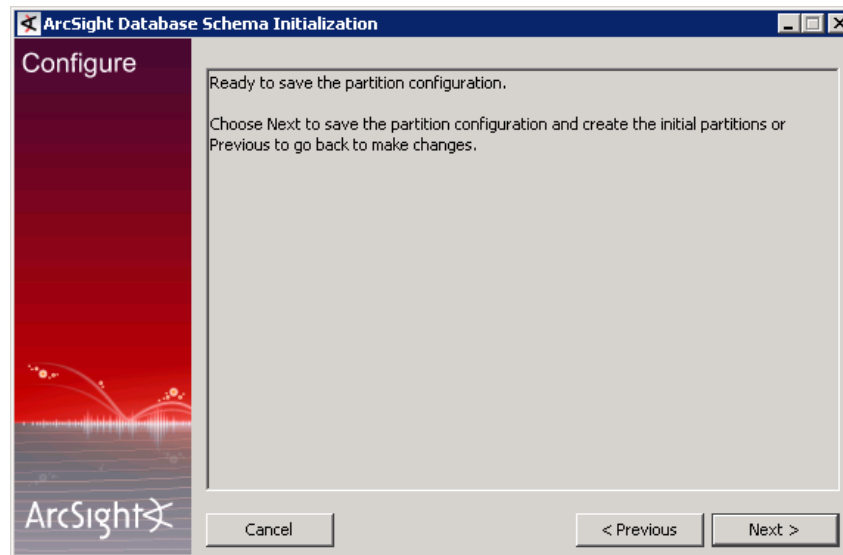 ArcSight Database Schema Initialization
Configure
Ready to save the partition configuration.
Choose Next to save the partition configuration and create the initial partitions or
Previous to go back to make changes.
ArcSight
Cancel
< Previous
Next >